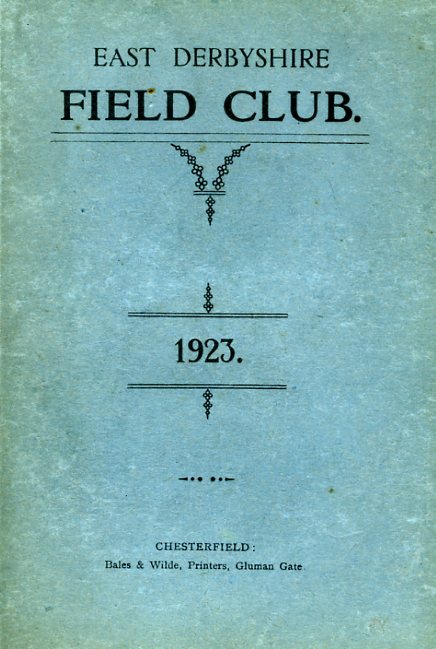 EAST DERBYSHIRE
FIELD CLUB.
1923.
CHESTERFIELD:
Bales & Wilde, Printers, Gluman Gate